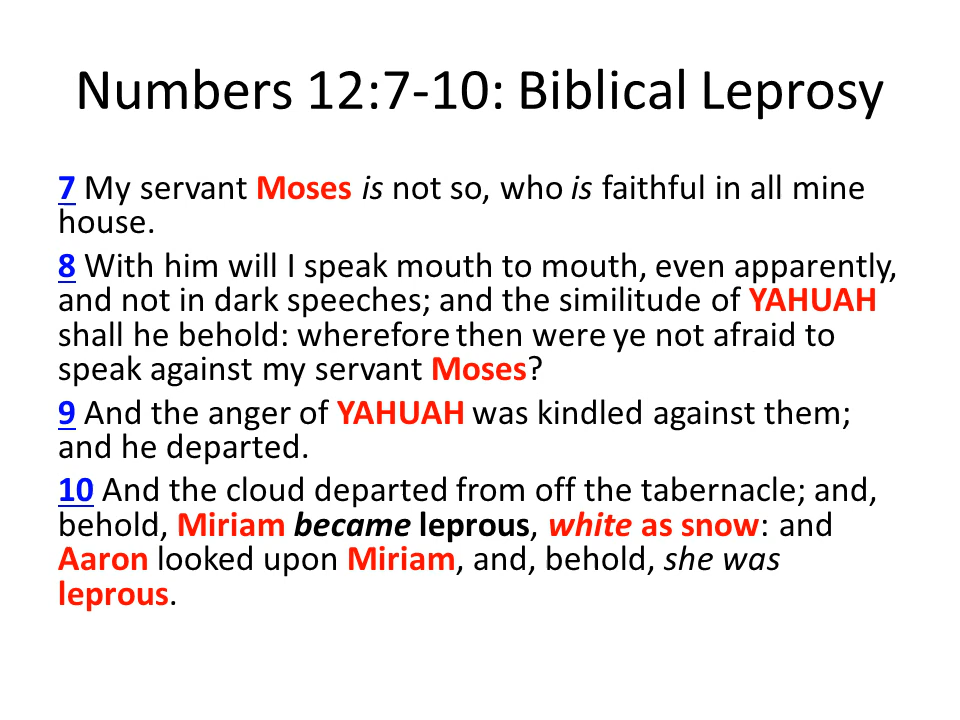 Numbers 12:7-10: Biblical Leprosy
7 My servant Moses is not so, who is faithful in all mine
house.
8 With him will I speak mouth to mouth, even apparently,
and not in dark speeches; and the similitude of YAHUAH
shall he behold: wherefore then were ye not afraid to
speak against my servant Moses?
9 And the anger of YAHUAH was kindled against them;
and he departed.
10 And the cloud departed from off the tabernacle; and,
behold, Miriam became leprous, white as snow: and
Aaron looked upon Miriam, and, behold, she was
leprous.